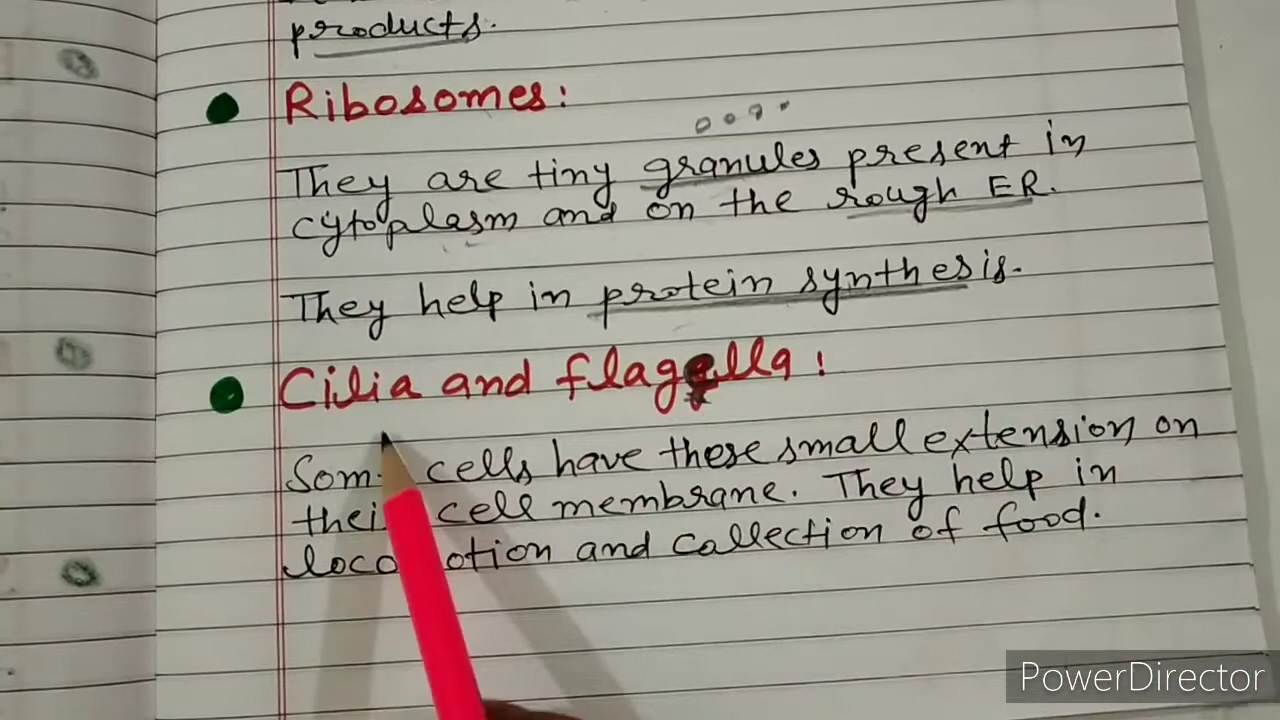 products.
Ribosomes:
They are tiny granules present in
cytoplasm and on the rough ER.
They help in protein synthesis.
Cilia and flagella:
cells have these small extension on
cell membrane. They help in
and collection of food.
PowerDirector